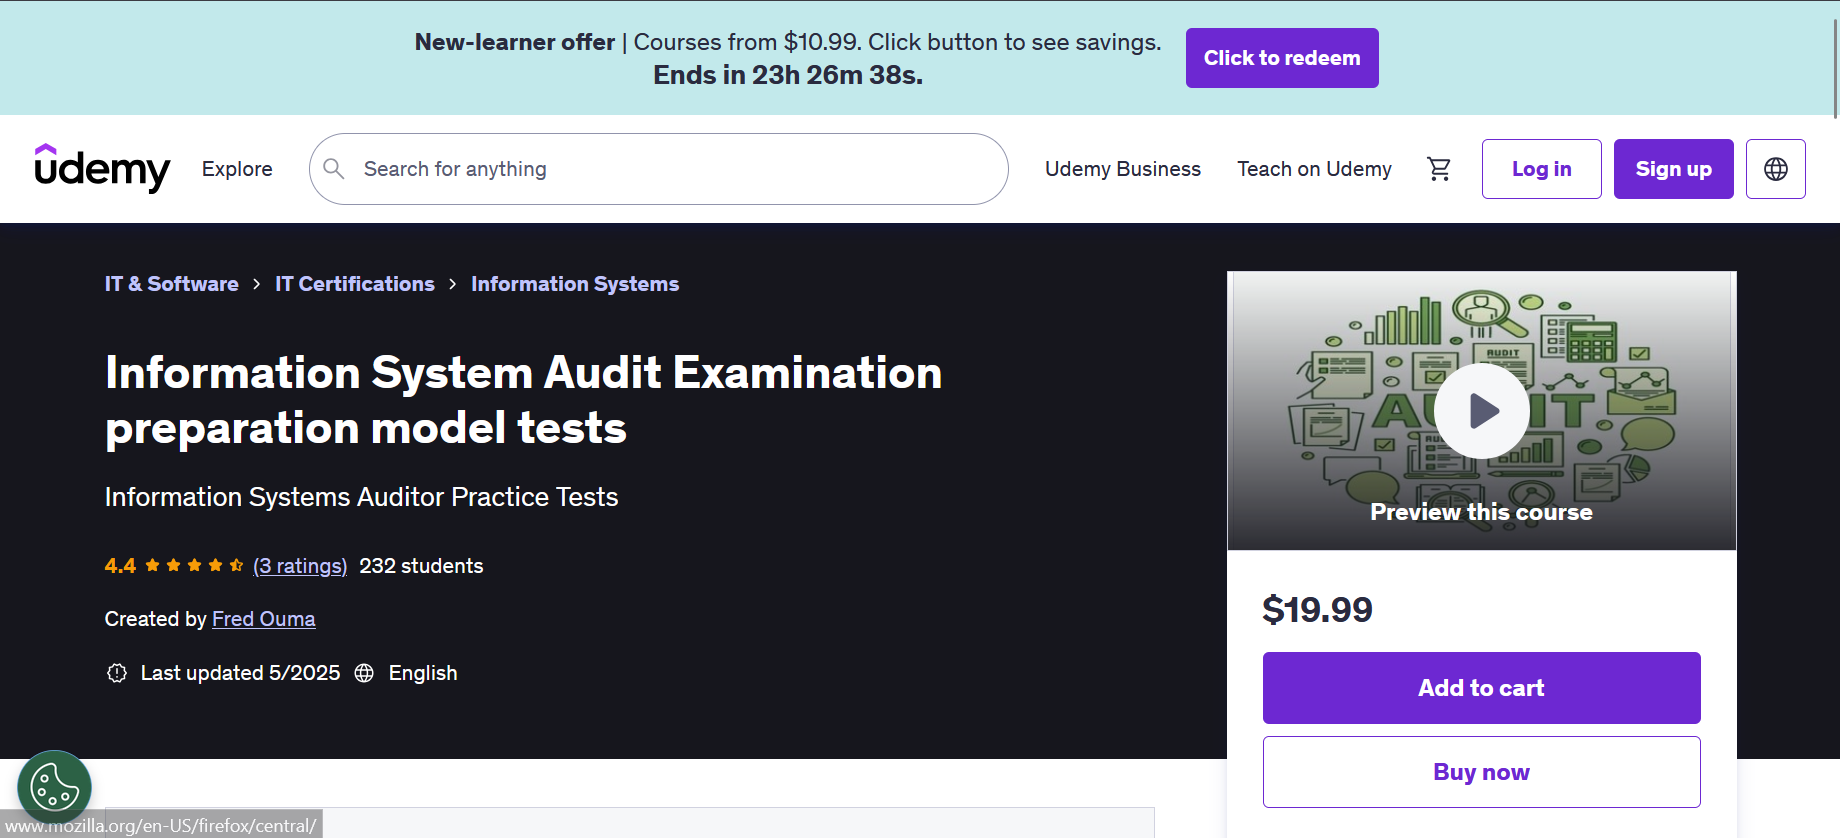 New-learner offer | Courses from $10.99. Click button to see savings.
Ends in 23h 26m 38s.
Click to redeem
udemy
Explore
Search for anything
Udemy Business
Teach on Udemy
Log in
Sign up
IT & Software > IT Certifications > Information Systems
Information System Audit Examination
preparation model tests
Information Systems Auditor Practice Tests
4.4 (3 ratings) 232 students
Created by Fred Ouma
Last updated 5/2025 English
AUDIT
Preview this course
$19.99
Add to cart
Buy now
www.mozilla.org/en-US/firefox/central/